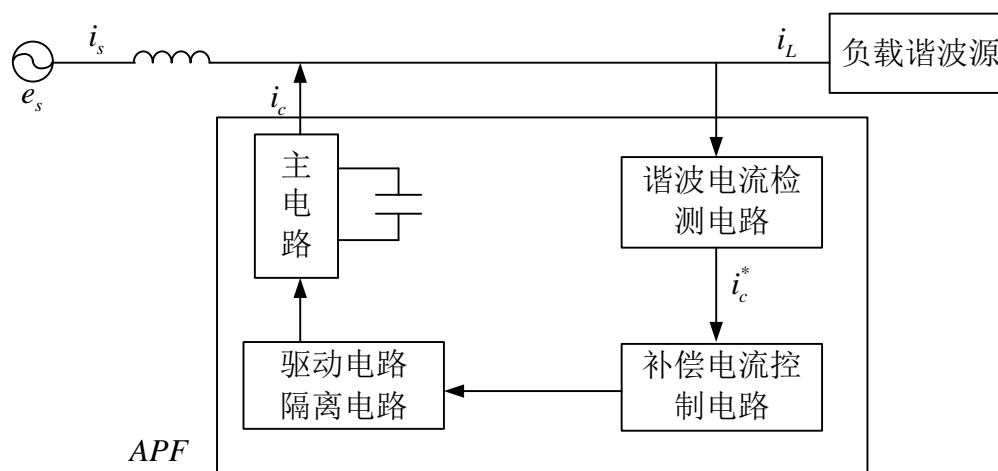 i_s
e_s
i_L
负载谐波源
i_c
主
电
路
谐波电流检
测电路
i_c^*
驱动电路
隔离电路
补偿电流控
制电路
APF